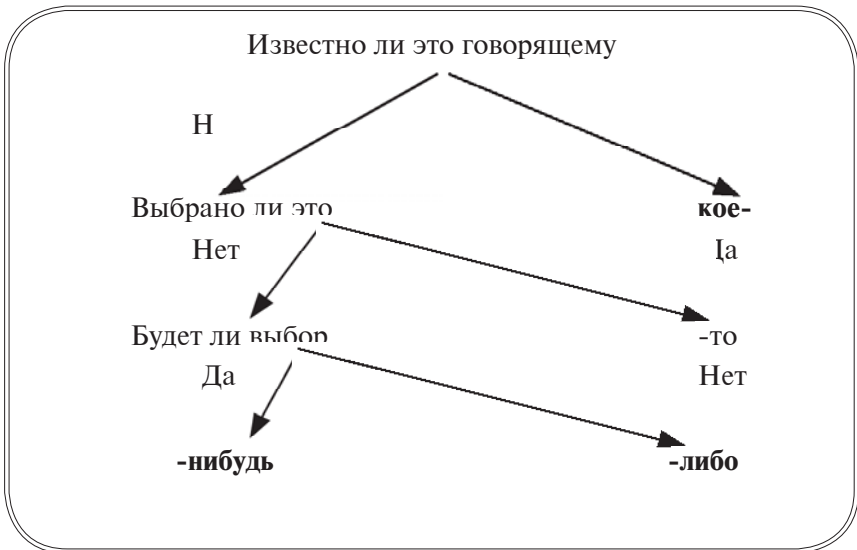 Известно ли это говорящему
Н
Выбрано ли это кое-
Нет
Будет ли выбор -то
Да Нет
-нибудь -либо